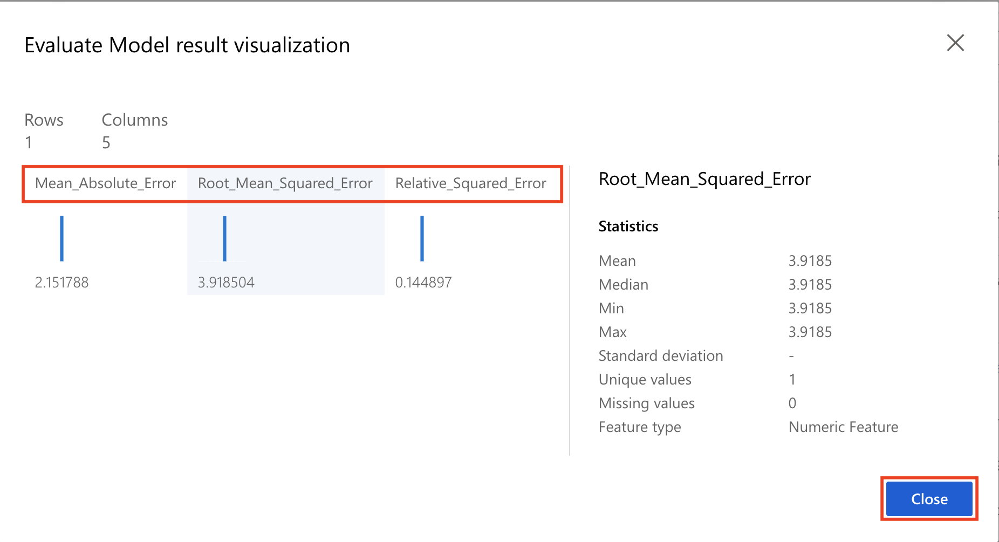 Evaluate Model result visualization
Rows Columns
1 5
Mean_Absolute_Error Root_Mean_Squared_Error Relative_Squared_Error
2.151788 3.918504 0.144897
Root_Mean_Squared_Error
Statistics
Mean 3.9185
Median 3.9185
Min 3.9185
Max 3.9185
Standard deviation -
Unique values 1
Missing values 0
Feature type Numeric Feature
Close